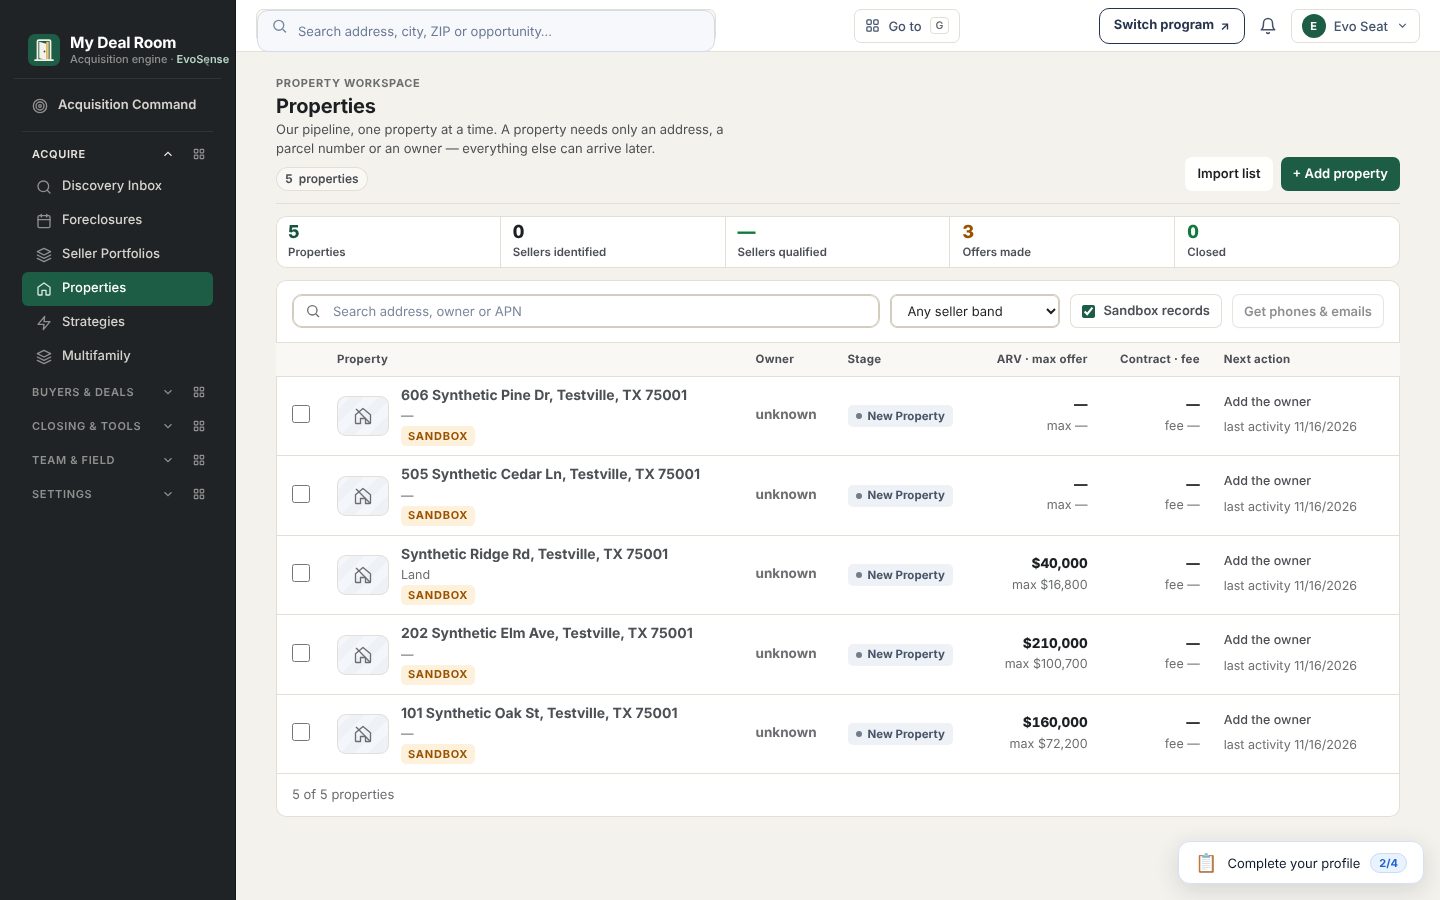 My Deal Room
Acquisition engine · EvoSense
Acquisition Command
ACQUIRE
Discovery Inbox
Foreclosures
Seller Portfolios
Properties
Strategies
Multifamily
BUYERS & DEALS
CLOSING & TOOLS
TEAM & FIELD
SETTINGS
Search address, city, ZIP or opportunity...
Go to G
Switch program ↗
E Evo Seat
PROPERTY WORKSPACE
Properties
Our pipeline, one property at a time. A property needs only an address, a
parcel number or an owner — everything else can arrive later.
5 properties
Import list
+ Add property
5
Properties
0
Sellers identified
—
Sellers qualified
3
Offers made
0
Closed
Search address, owner or APN
Any seller band
Sandbox records
Get phones & emails
Property Owner Stage ARV · max offer Contract · fee Next action
606 Synthetic Pine Dr, Testville, TX 75001
—
SANDBOX
unknown
New Property
—
max —
—
fee —
Add the owner
last activity 11/16/2026
505 Synthetic Cedar Ln, Testville, TX 75001
—
SANDBOX
unknown
New Property
—
max —
—
fee —
Add the owner
last activity 11/16/2026
Synthetic Ridge Rd, Testville, TX 75001
Land
SANDBOX
unknown
New Property
$40,000
max $16,800
—
fee —
Add the owner
last activity 11/16/2026
202 Synthetic Elm Ave, Testville, TX 75001
—
SANDBOX
unknown
New Property
$210,000
max $100,700
—
fee —
Add the owner
last activity 11/16/2026
101 Synthetic Oak St, Testville, TX 75001
—
SANDBOX
unknown
New Property
$160,000
max $72,200
—
fee —
Add the owner
last activity 11/16/2026
5 of 5 properties
Complete your profile 2/4